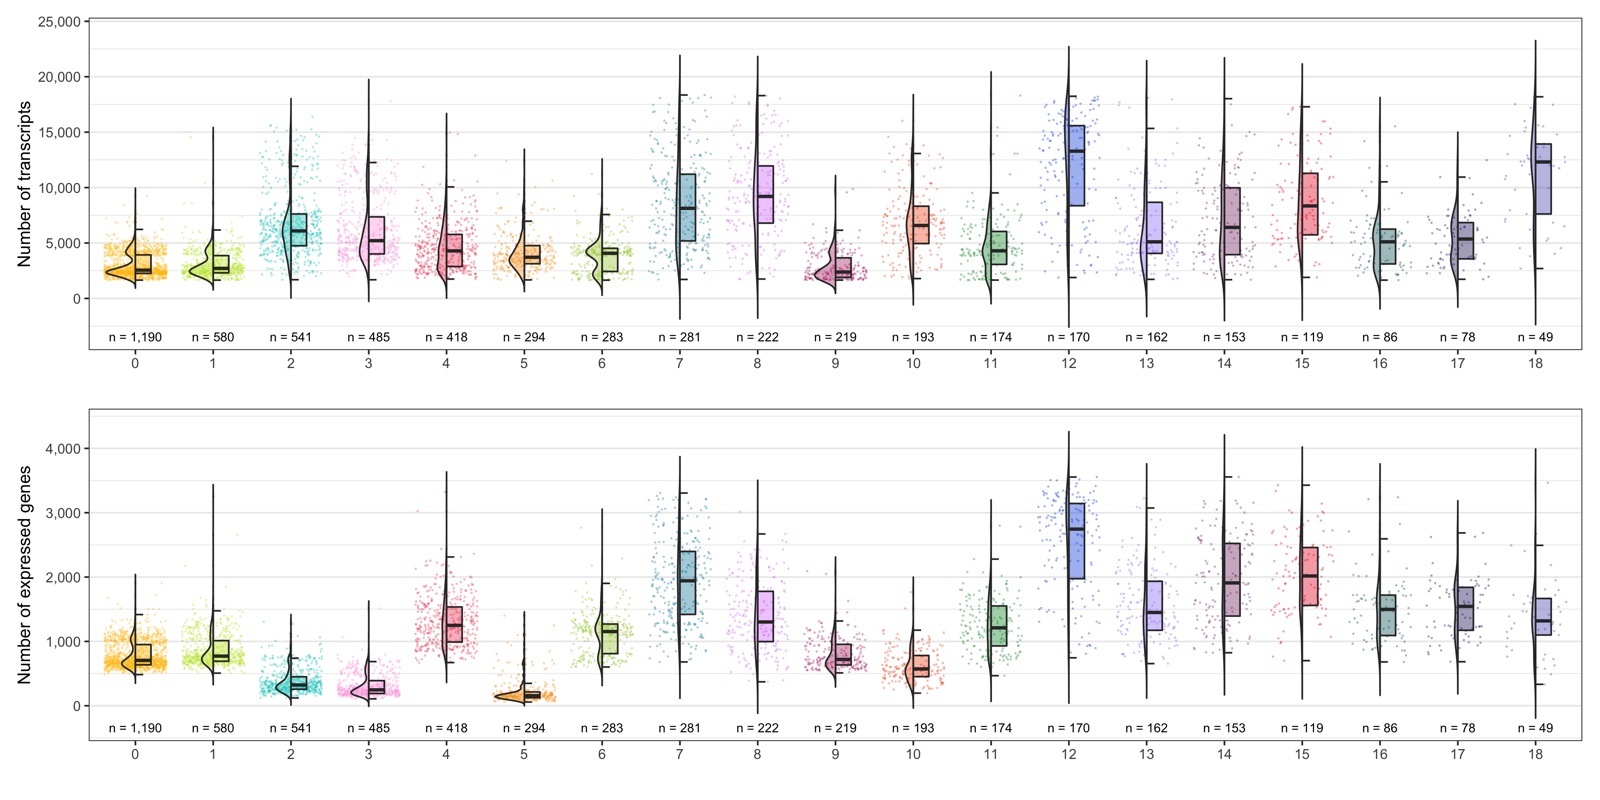 Number of transcripts
25,000
20,000
15,000
10,000
5,000
0
n = 1,190 n = 580 n = 541 n = 485 n = 418 n = 294 n = 283 n = 281 n = 222 n = 219 n = 193 n = 174 n = 170 n = 162 n = 153 n = 119 n = 86 n = 78 n = 49
0 1 2 3 4 5 6 7 8 9 10 11 12 13 14 15 16 17 18
Number of expressed genes
4,000
3,000
2,000
1,000
0
n = 1,190 n = 580 n = 541 n = 485 n = 418 n = 294 n = 283 n = 281 n = 222 n = 219 n = 193 n = 174 n = 170 n = 162 n = 153 n = 119 n = 86 n = 78 n = 49
0 1 2 3 4 5 6 7 8 9 10 11 12 13 14 15 16 17 18